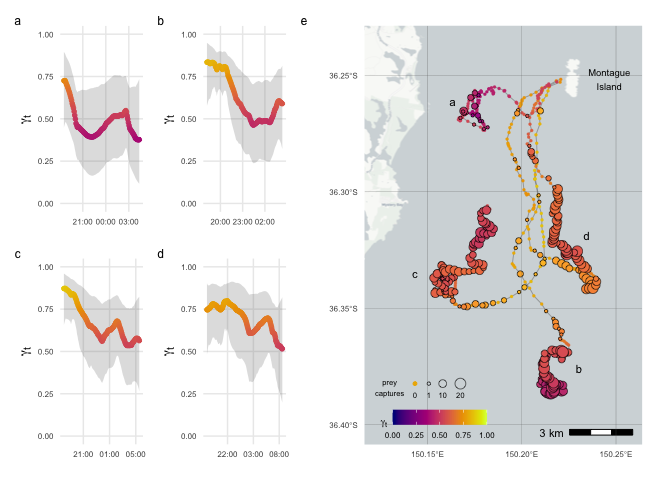 a
1.00
0.75
0.50
0.25
0.00
γt
21:00 00:00 03:00
b
1.00
0.75
0.50
0.25
0.00
20:00 23:00 02:00
c
1.00
0.75
0.50
0.25
0.00
γt
21:00 01:00 05:00
d
1.00
0.75
0.50
0.25
0.00
22:00 03:00 08:00
e
36.25°S
36.30°S
36.35°S
36.40°S
Montague
Island
a
d
c
b
prey
captures
0 1 10 20
γt
0.00 0.25 0.50 0.75 1.00
3 km
150.15°E 150.20°E 150.25°E